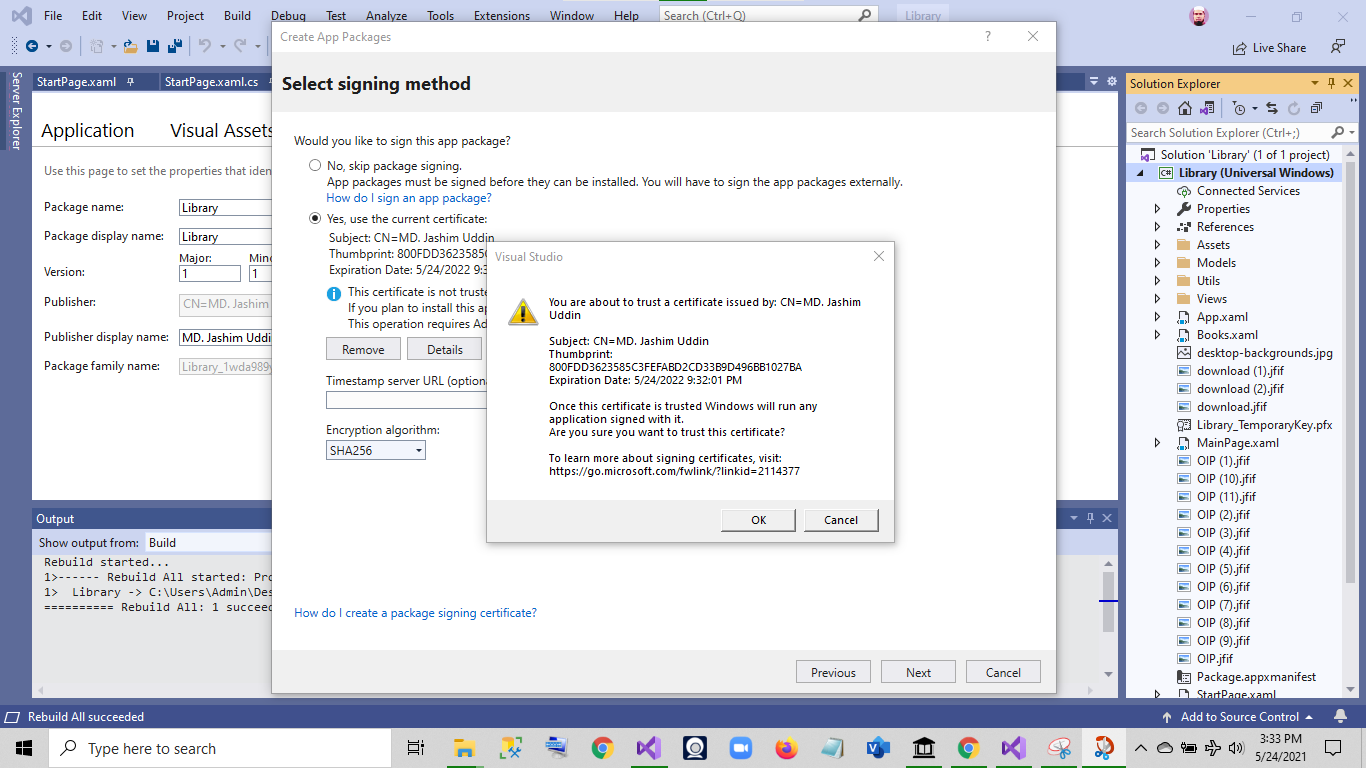 File Edit View Project Build Debug Test Analyze Tools Extensions Window Help Search (Ctrl+Q) Library
Live Share
Create App Packages
Select signing method
Would you like to sign this app package?
No, skip package signing.
App packages must be signed before they can be installed. You will have to sign the app packages externally.
How do I sign an app package?
Yes, use the current certificate:
Subject: CN=MD. Jashim Uddin
Thumbprint: 800FDD3623585C
Expiration Date: 5/24/2022 9:3
This certificate is not truste
If you plan to install this ap
This operation requires Ad
Remove Details
Timestamp server URL (optiona
Encryption algorithm:
SHA256
How do I create a package signing certificate?
Previous Next Cancel
Visual Studio
You are about to trust a certificate issued by: CN=MD. Jashim
Uddin
Subject: CN=MD. Jashim Uddin
Thumbprint:
800FDD3623585C3FEFABD2CD33B9D496BB1027BA
Expiration Date: 5/24/2022 9:32:01 PM
Once this certificate is trusted Windows will run any
application signed with it.
Are you sure you want to trust this certificate?
To learn more about signing certificates, visit:
https://go.microsoft.com/fwlink/?linkid=2114377
OK Cancel
Server Explorer
StartPage.xaml StartPage.xaml.cs
Application Visual Assets
Use this page to set the properties that iden
Package name: Library
Package display name: Library
Major: Mino
Version: 1 1
Publisher: CN=MD. Jashim
Publisher display name: MD. Jashim Uddi
Package family name: Library_1wda989
Output
Show output from: Build
Rebuild started...
1>------ Rebuild All started: Pro
1> Library -> C:\Users\Admin\Des
========== Rebuild All: 1 succeed
Solution Explorer
Search Solution Explorer (Ctrl+;)
Solution 'Library' (1 of 1 project)
C# Library (Universal Windows)
Connected Services
Properties
References
Assets
Models
Utils
Views
App.xaml
Books.xaml
desktop-backgrounds.jpg
download (1).jfif
download (2).jfif
download.jfif
Library_TemporaryKey.pfx
MainPage.xaml
OIP (1).jfif
OIP (10).jfif
OIP (11).jfif
OIP (2).jfif
OIP (3).jfif
OIP (4).jfif
OIP (5).jfif
OIP (6).jfif
OIP (7).jfif
OIP (8).jfif
OIP (9).jfif
OIP.jfif
Package.appxmanifest
StartPage.xaml
Rebuild All succeeded Add to Source Control
Type here to search
3:33 PM
5/24/2021